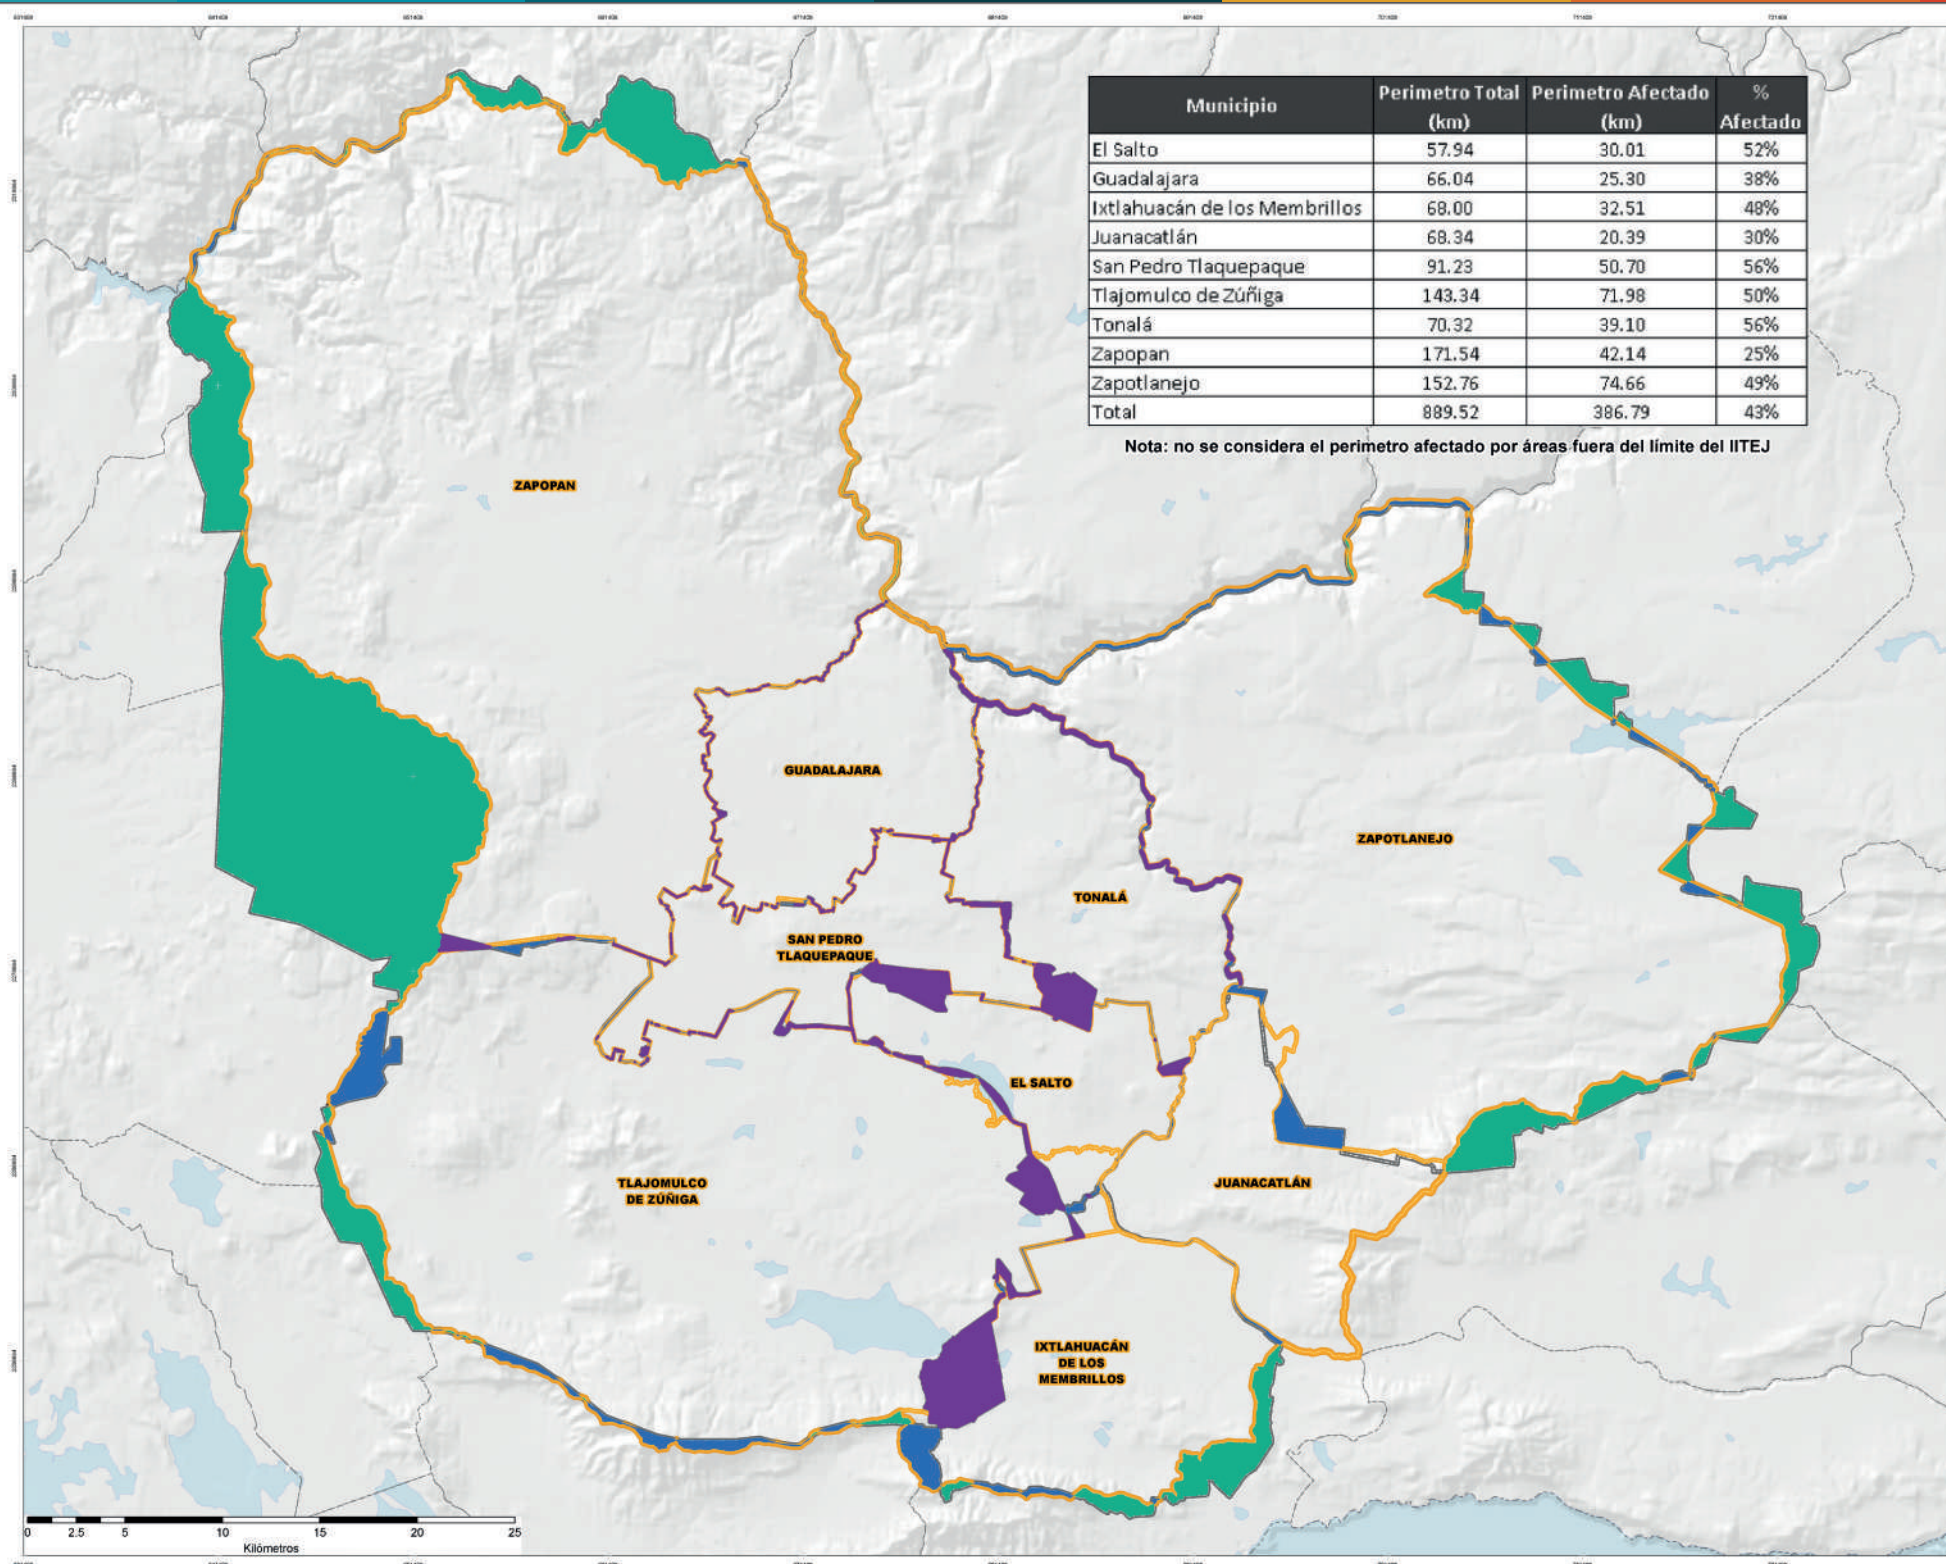 Municipio Perimetro Total (km) Perimetro Afectado (km) % Afectado
El Salto 57.94 30.01 52%
Guadalajara 66.04 25.30 38%
Ixtlahuacán de los Membrillos 68.00 32.51 48%
Juanacatlán 68.34 20.39 30%
San Pedro Tlaquepaque 91.23 50.70 56%
Tlajomulco de Zúñiga 143.34 71.98 50%
Tonalá 70.32 39.10 56%
Zapopan 171.54 42.14 25%
Zapotlanejo 152.76 74.66 49%
Total 889.52 386.79 43%
Nota: no se considera el perimetro afectado por áreas fuera del límite del IITEJ
ZAPOPAN
GUADALAJARA
ZAPOTLANEJO
TONALÁ
SAN PEDRO
TLAQUEPAQUE
EL SALTO
TLAJOMULCO
DE ZÚÑIGA
JUANACATLÁN
IXTLAHUACÁN
DE LOS
MEMBRILLOS
0 2.5 5 10 15 20 25
Kilómetros